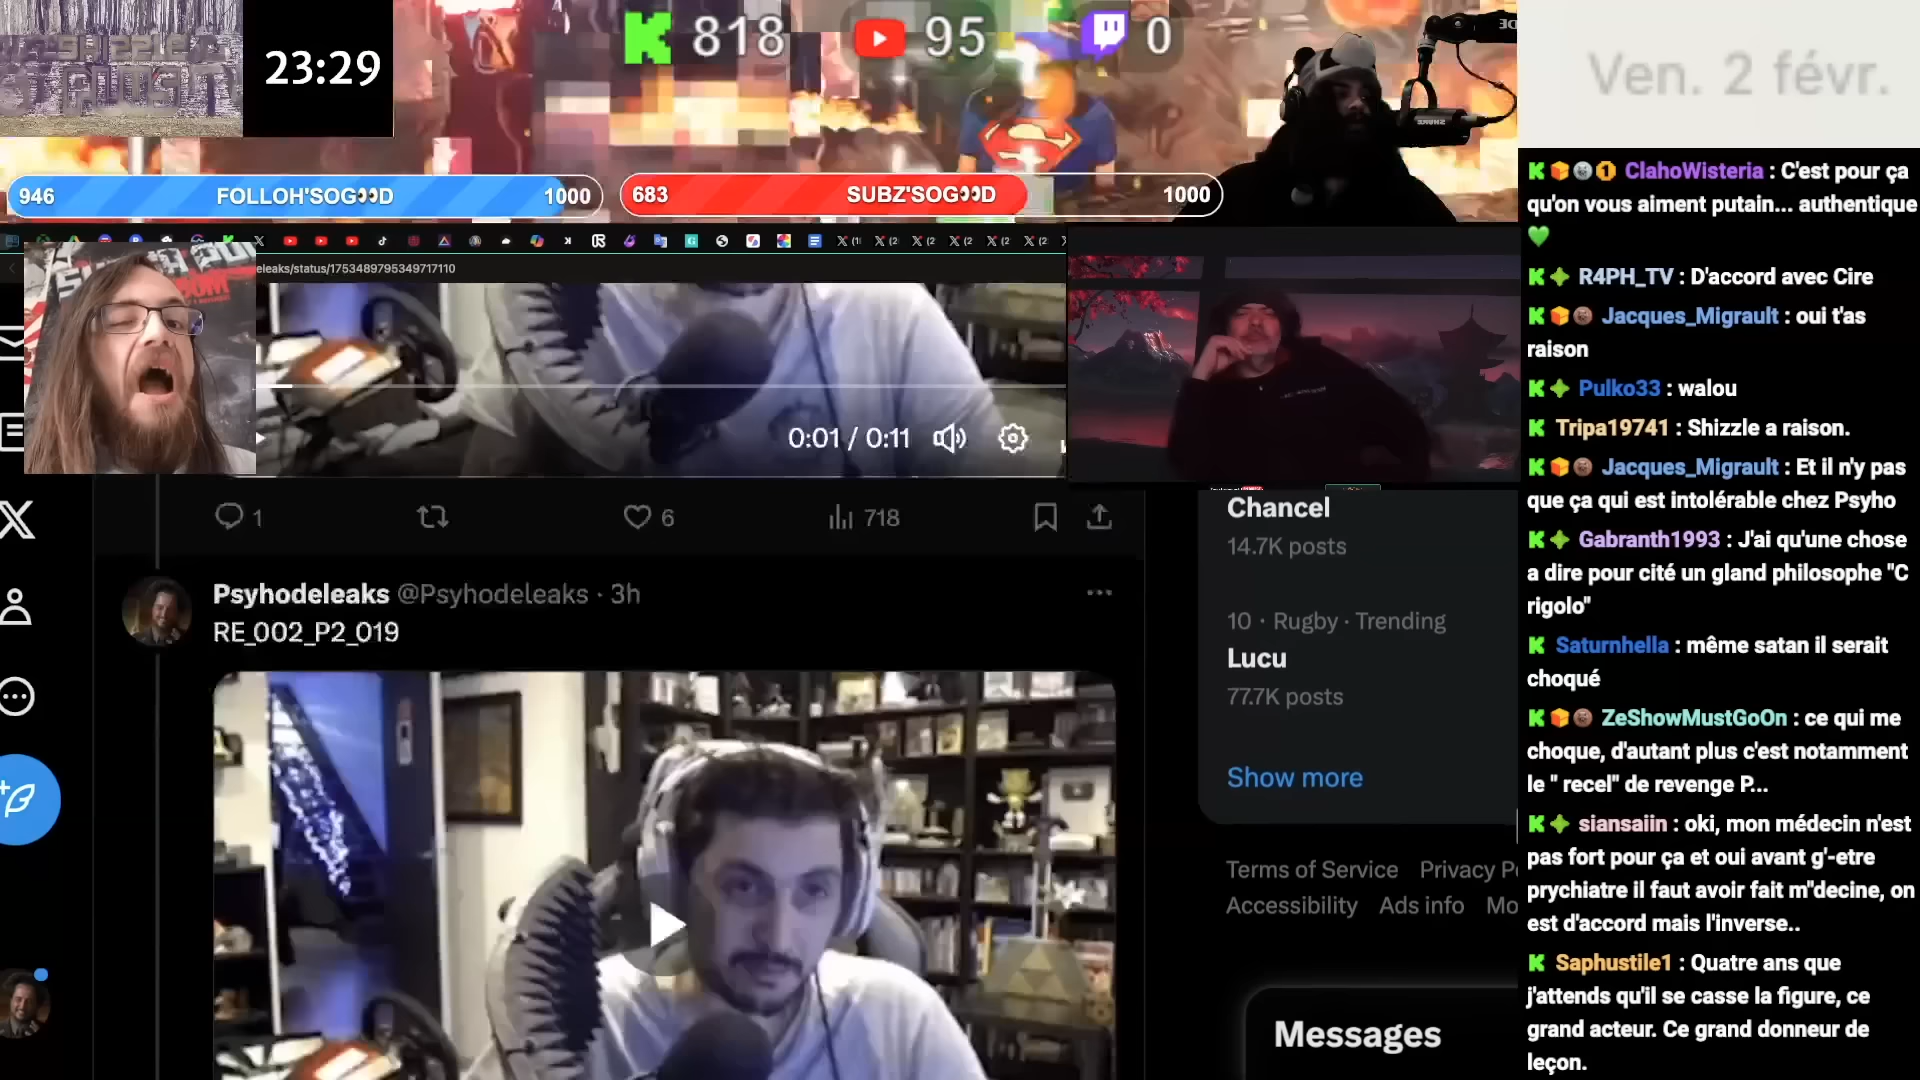 23:29
818
95
0
Ven. 2 févr.
946 FOLLOH'SOG👀D 1000
683 SUBZ'SOG👀D 1000
eleaks/status/1753489795349717110
0:01 / 0:11
1
6
718
Psyhodeleaks @Psyhodeleaks · 3h
RE_002_P2_019
Chancel
14.7K posts
10 · Rugby · Trending
Lucu
77.7K posts
Show more
Terms of Service Privacy P
Accessibility Ads info Mo
Messages
ClahoWisteria : C'est pour ça
qu'on vous aiment putain... authentique
💚
R4PH_TV : D'accord avec Cire
Jacques_Migrault : oui t'as
raison
Pulko33 : walou
Tripa19741 : Shizzle a raison.
Jacques_Migrault : Et il n'y pas
que ça qui est intolérable chez Psyho
Gabranth1993 : J'ai qu'une chose
a dire pour cité un gland philosophe "C
rigolo"
Saturnhella : même satan il serait
choqué
ZeShowMustGoOn : ce qui me
choque, d'autant plus c'est notamment
le " recel" de revenge P...
siansaiin : oki, mon médecin n'est
pas fort pour ça et oui avant g'-etre
prychiatre il faut avoir fait m"decine, on
est d'accord mais l'inverse..
Saphustile1 : Quatre ans que
j'attends qu'il se casse la figure, ce
grand acteur. Ce grand donneur de
leçon.